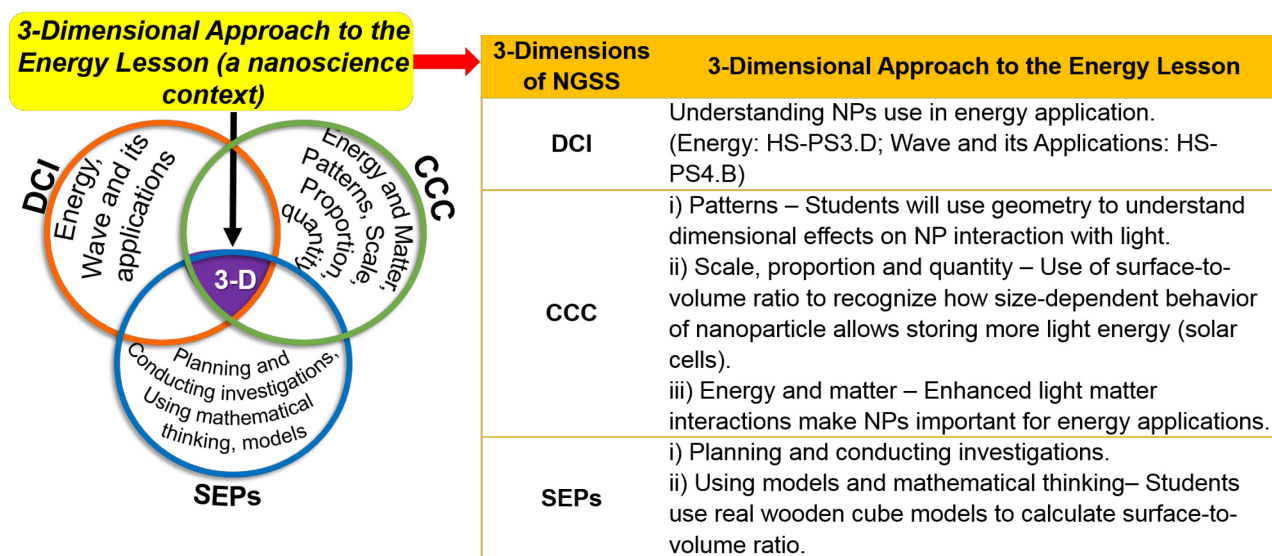 3-Dimensional Approach to the
Energy Lesson (a nanoscience
context)
DCI
Energy,
Wave and its
applications
CCC
Energy and Matter,
Patterns, Scale,
Proportion,
quantity
3-D
Planning and
Conducting investigations,
Using mathematical
thinking, models
SEPs
3-Dimensions
of NGSS
3-Dimensional Approach to the Energy Lesson
DCI
Understanding NPs use in energy application.
(Energy: HS-PS3.D; Wave and its Applications: HS-
PS4.B)
CCC
i) Patterns – Students will use geometry to understand
dimensional effects on NP interaction with light.
ii) Scale, proportion and quantity – Use of surface-to-
volume ratio to recognize how size-dependent behavior
of nanoparticle allows storing more light energy (solar
cells).
iii) Energy and matter – Enhanced light matter
interactions make NPs important for energy applications.
SEPs
i) Planning and conducting investigations.
ii) Using models and mathematical thinking– Students
use real wooden cube models to calculate surface-to-
volume ratio.